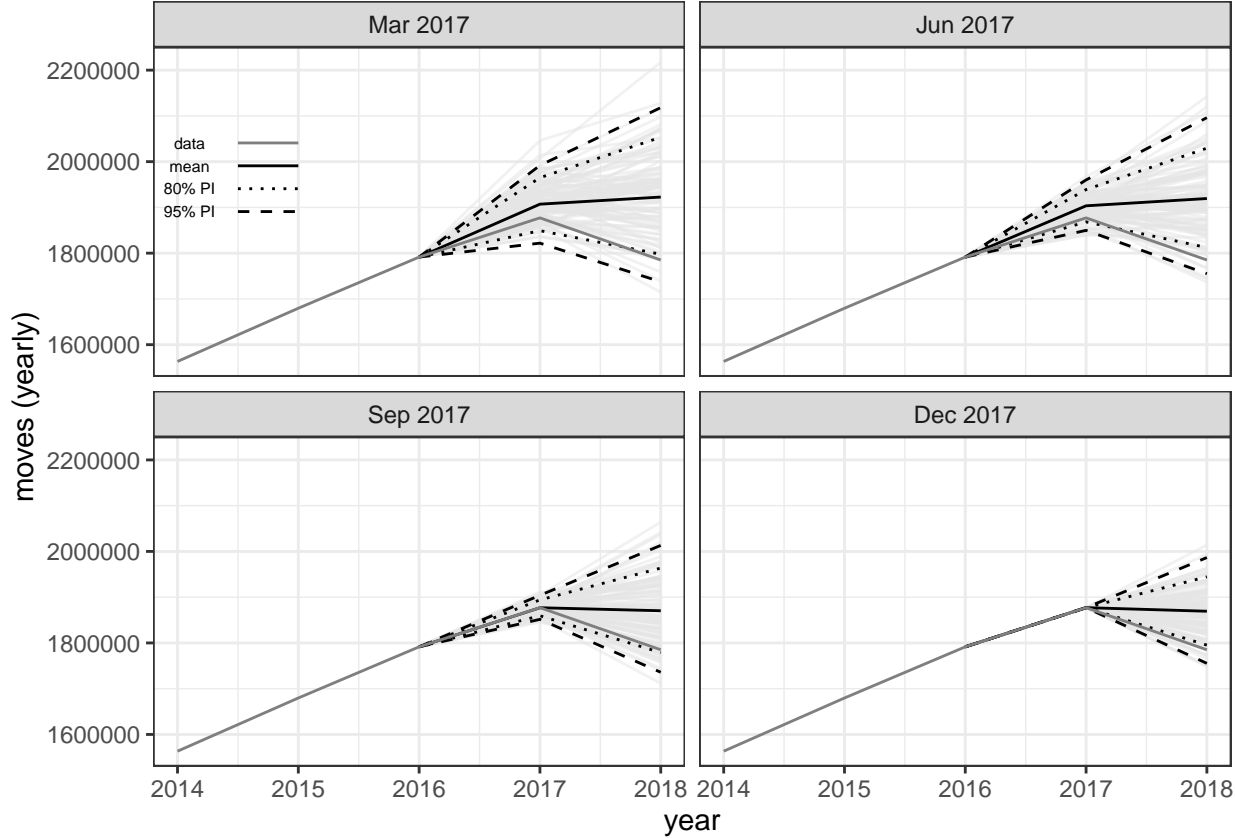 Mar 2017
Jun 2017
2200000
2000000
1800000
1600000
data
mean
80% PI
95% PI
Sep 2017
Dec 2017
2200000
2000000
1800000
1600000
moves (yearly)
2014 2015 2016 2017 2018 2014 2015 2016 2017 2018
year